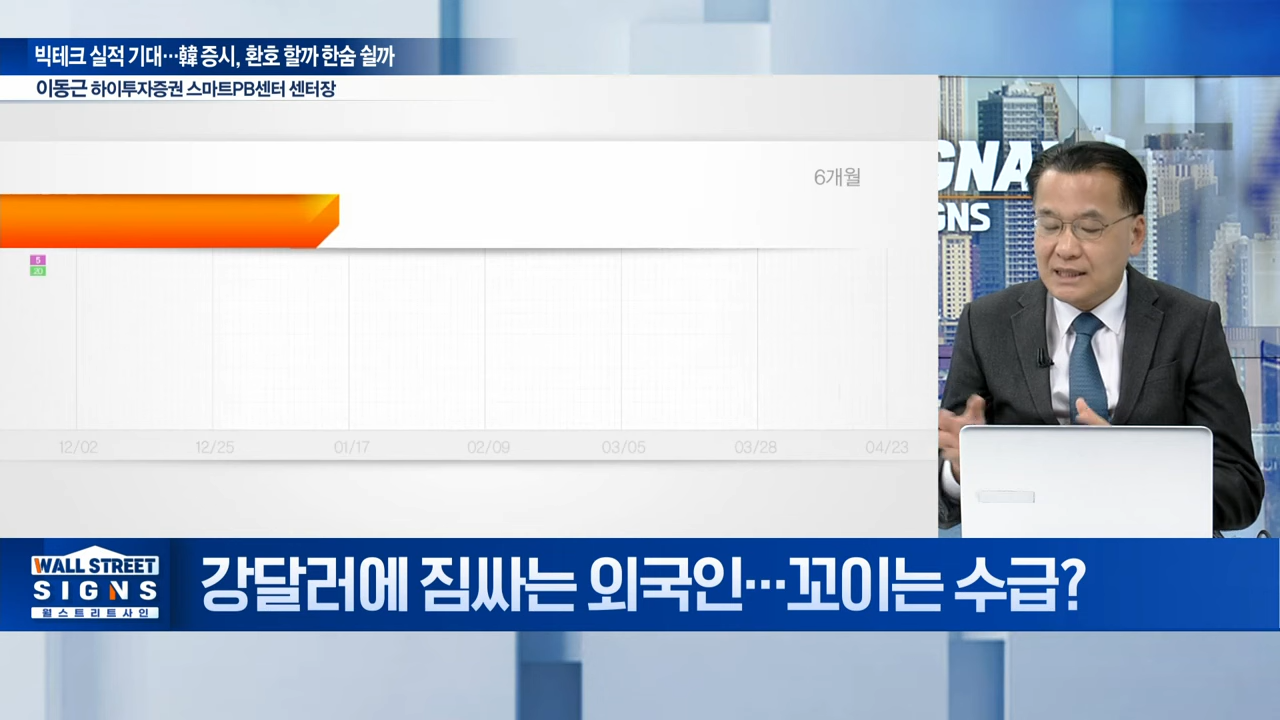 빅테크 실적 기대…韓 증시, 환호 할까 한숨 쉴까
이동근 하이투자증권 스마트PB센터 센터장
6개월
5
20
12/02 12/25 01/17 02/09 03/05 03/28 04/23
GNA
GNS
WALL STREET
SIGNS
월스트리트사인
강달러에 짐싸는 외국인…꼬이는 수급?